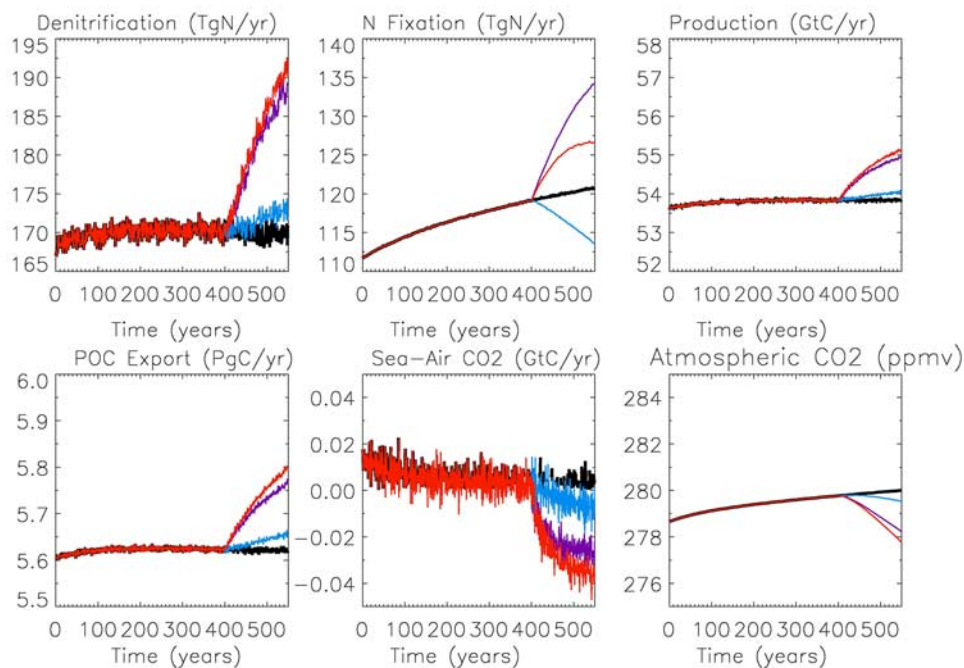 Denitrification (TgN/yr)
195
190
185
180
175
170
165
0 100 200 300 400 500
Time (years)
N Fixation (TgN/yr)
140
135
130
125
120
115
110
0 100 200 300 400 500
Time (years)
Production (GtC/yr)
58
57
56
55
54
53
52
0 100 200 300 400 500
Time (years)
POC Export (PgC/yr)
6.0
5.9
5.8
5.7
5.6
5.5
0 100 200 300 400 500
Time (years)
Sea-Air CO2 (GtC/yr)
0.04
0.02
0.00
-0.02
-0.04
0 100 200 300 400 500
Time (years)
Atmospheric CO2 (ppmv)
284
282
280
278
276
0 100 200 300 400 500
Time (years)